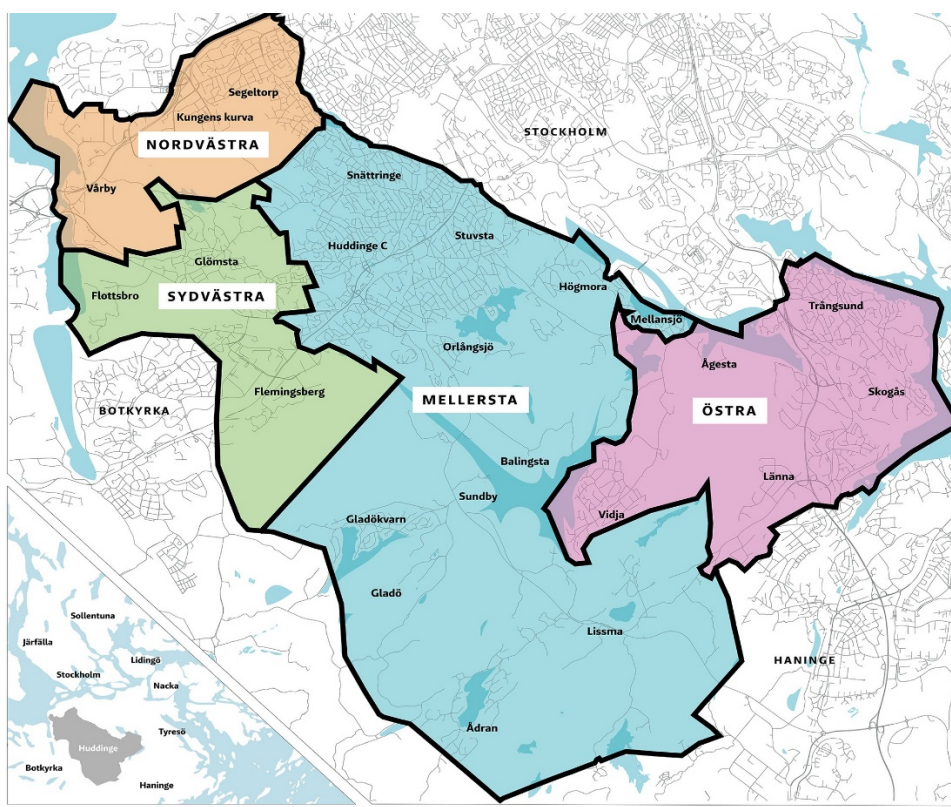 Segeltorp
Kungens kurva
NORDVÄSTRA
STOCKHOLM
Snättringe
Vårby
Stuvsta
Huddinge C
Glömsta
Högmora
Flottsbro
SYDVÄSTRA
Trångsund
Mellansjö
Orlångsjö
Ågesta
Flemingsberg
MELLERSTA
Skogås
BOTKYRKA
ÖSTRA
Balingsta
Länna
Sundby
Vidja
Gladökvarn
Gladö
Lissma
HANINGE
Ådran
Sollentuna
Järfälla
Lidingö
Stockholm
Nacka
Tyresö
Huddinge
Botkyrka
Haninge